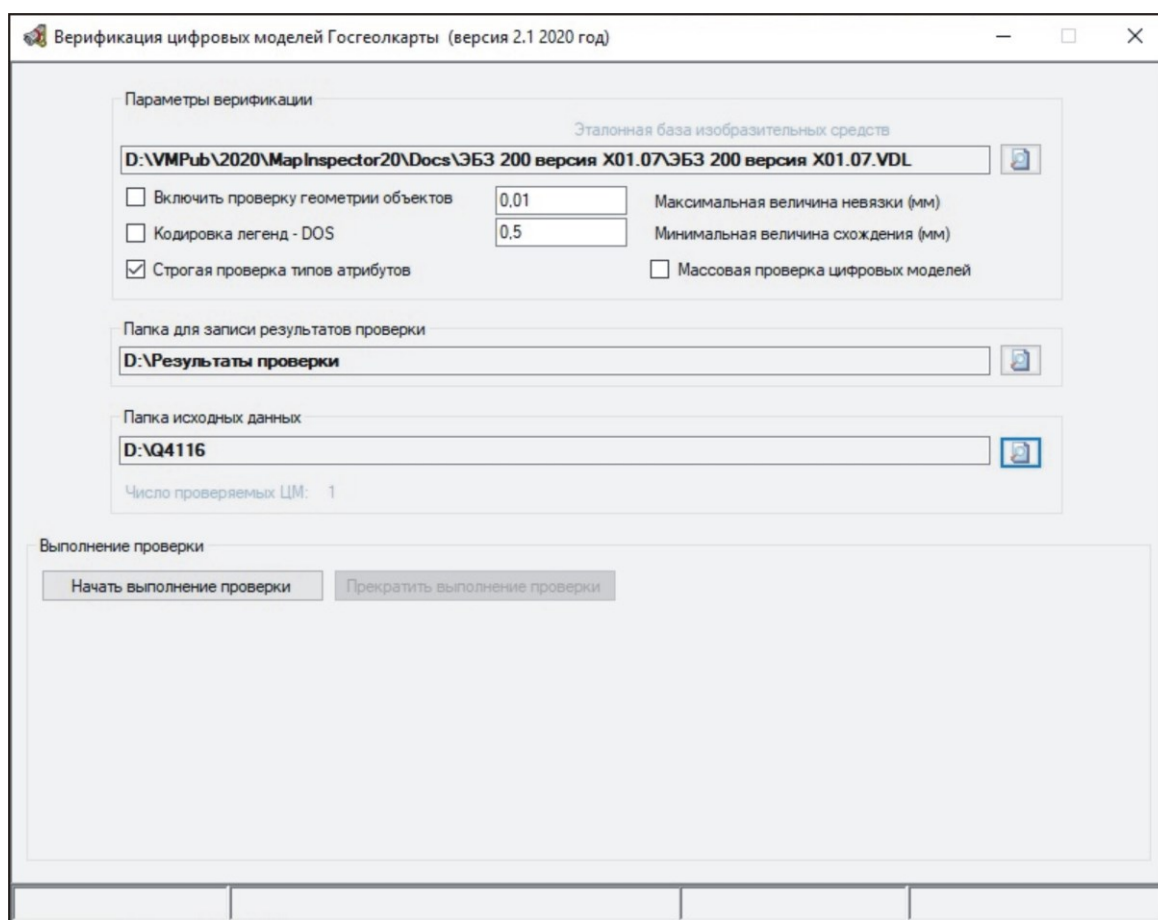 Верификация цифровых моделей Госгеолкарты (версия 2.1 2020 год)
Параметры верификации
Эталонная база изобразительных средств
D:\VMPub\2020\MapInspector20\Docs\ЭБЗ 200 версия X01.07\ЭБЗ 200 версия X01.07.VDL
Включить проверку геометрии объектов 0,01 Максимальная величина невязки (мм)
Кодировка легенд - DOS 0,5 Минимальная величина схождения (мм)
Строгая проверка типов атрибутов Массовая проверка цифровых моделей
Папка для записи результатов проверки
D:\Результаты проверки
Папка исходных данных
D:\Q4116
Число проверяемых ЦМ: 1
Выполнение проверки
Начать выполнение проверки Прекратить выполнение проверки